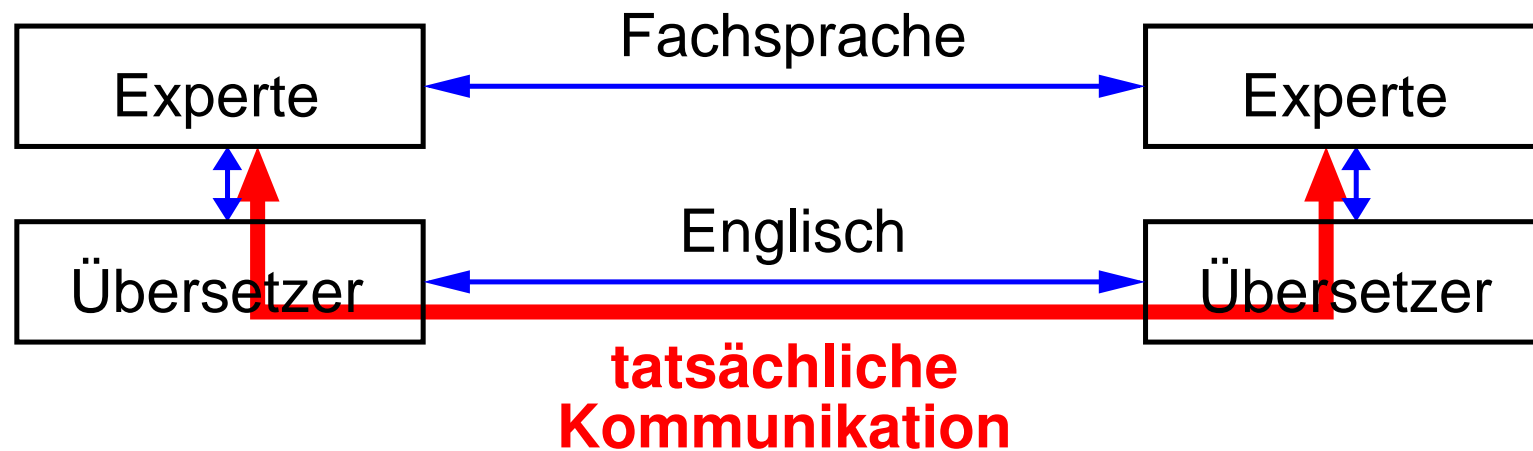 Fachsprache
Experte
Experte
Englisch
Übersetzer
Übersetzer
tatsächliche
Kommunikation